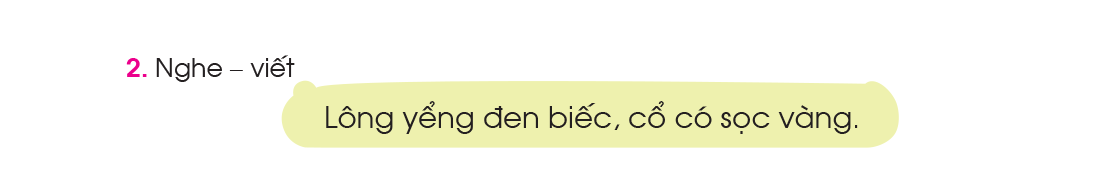 2. Nghe – viết
Lông yểng đen biếc, cổ có sọc vàng.